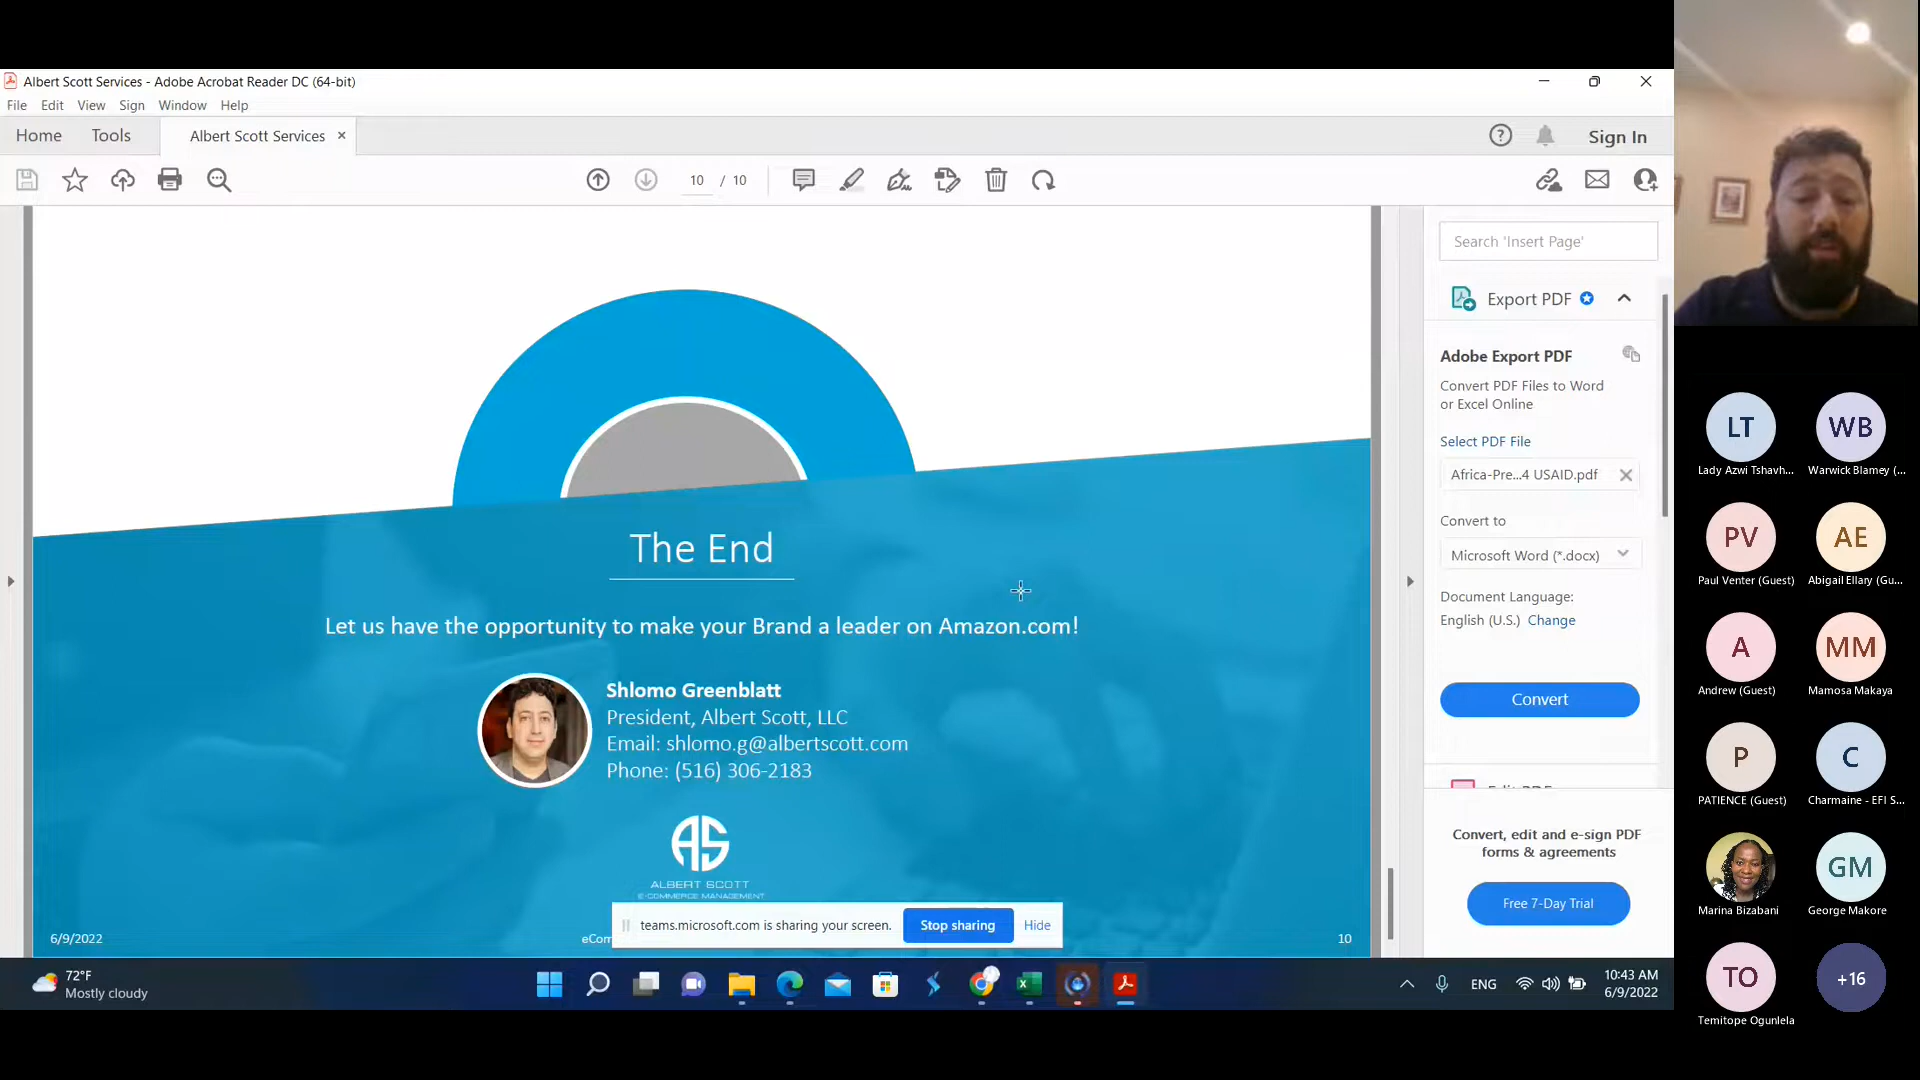 Albert Scott Services - Adobe Acrobat Reader DC (64-bit)
File Edit View Sign Window Help
Home Tools Albert Scott Services
Sign In
10 / 10
Search 'Insert Page'
Export PDF
Adobe Export PDF
Convert PDF Files to Word
or Excel Online
Select PDF File
Africa-Pre...4 USAID.pdf
Convert to
Microsoft Word (*.docx)
Document Language:
English (U.S.) Change
Convert
Convert, edit and e-sign PDF
forms & agreements
Free 7-Day Trial
The End
Let us have the opportunity to make your Brand a leader on Amazon.com!
Shlomo Greenblatt
President, Albert Scott, LLC
Email: shlomo.g@albertscott.com
Phone: (516) 306-2183
AS
ALBERT SCOTT
E-COMMERCE MANAGEMENT
6/9/2022
eCom
10
teams.microsoft.com is sharing your screen. Stop sharing Hide
72°F
Mostly cloudy
ENG
10:43 AM
6/9/2022
LT WB
Lady Azwi Tshavh... Warwick Blamey (...
PV AE
Paul Venter (Guest) Abigail Ellary (Gu...
A MM
Andrew (Guest) Mamosa Makaya
P C
PATIENCE (Guest) Charmaine - EFI S...
GM
Marina Bizabani George Makore
TO +16
Temitope Ogunlela